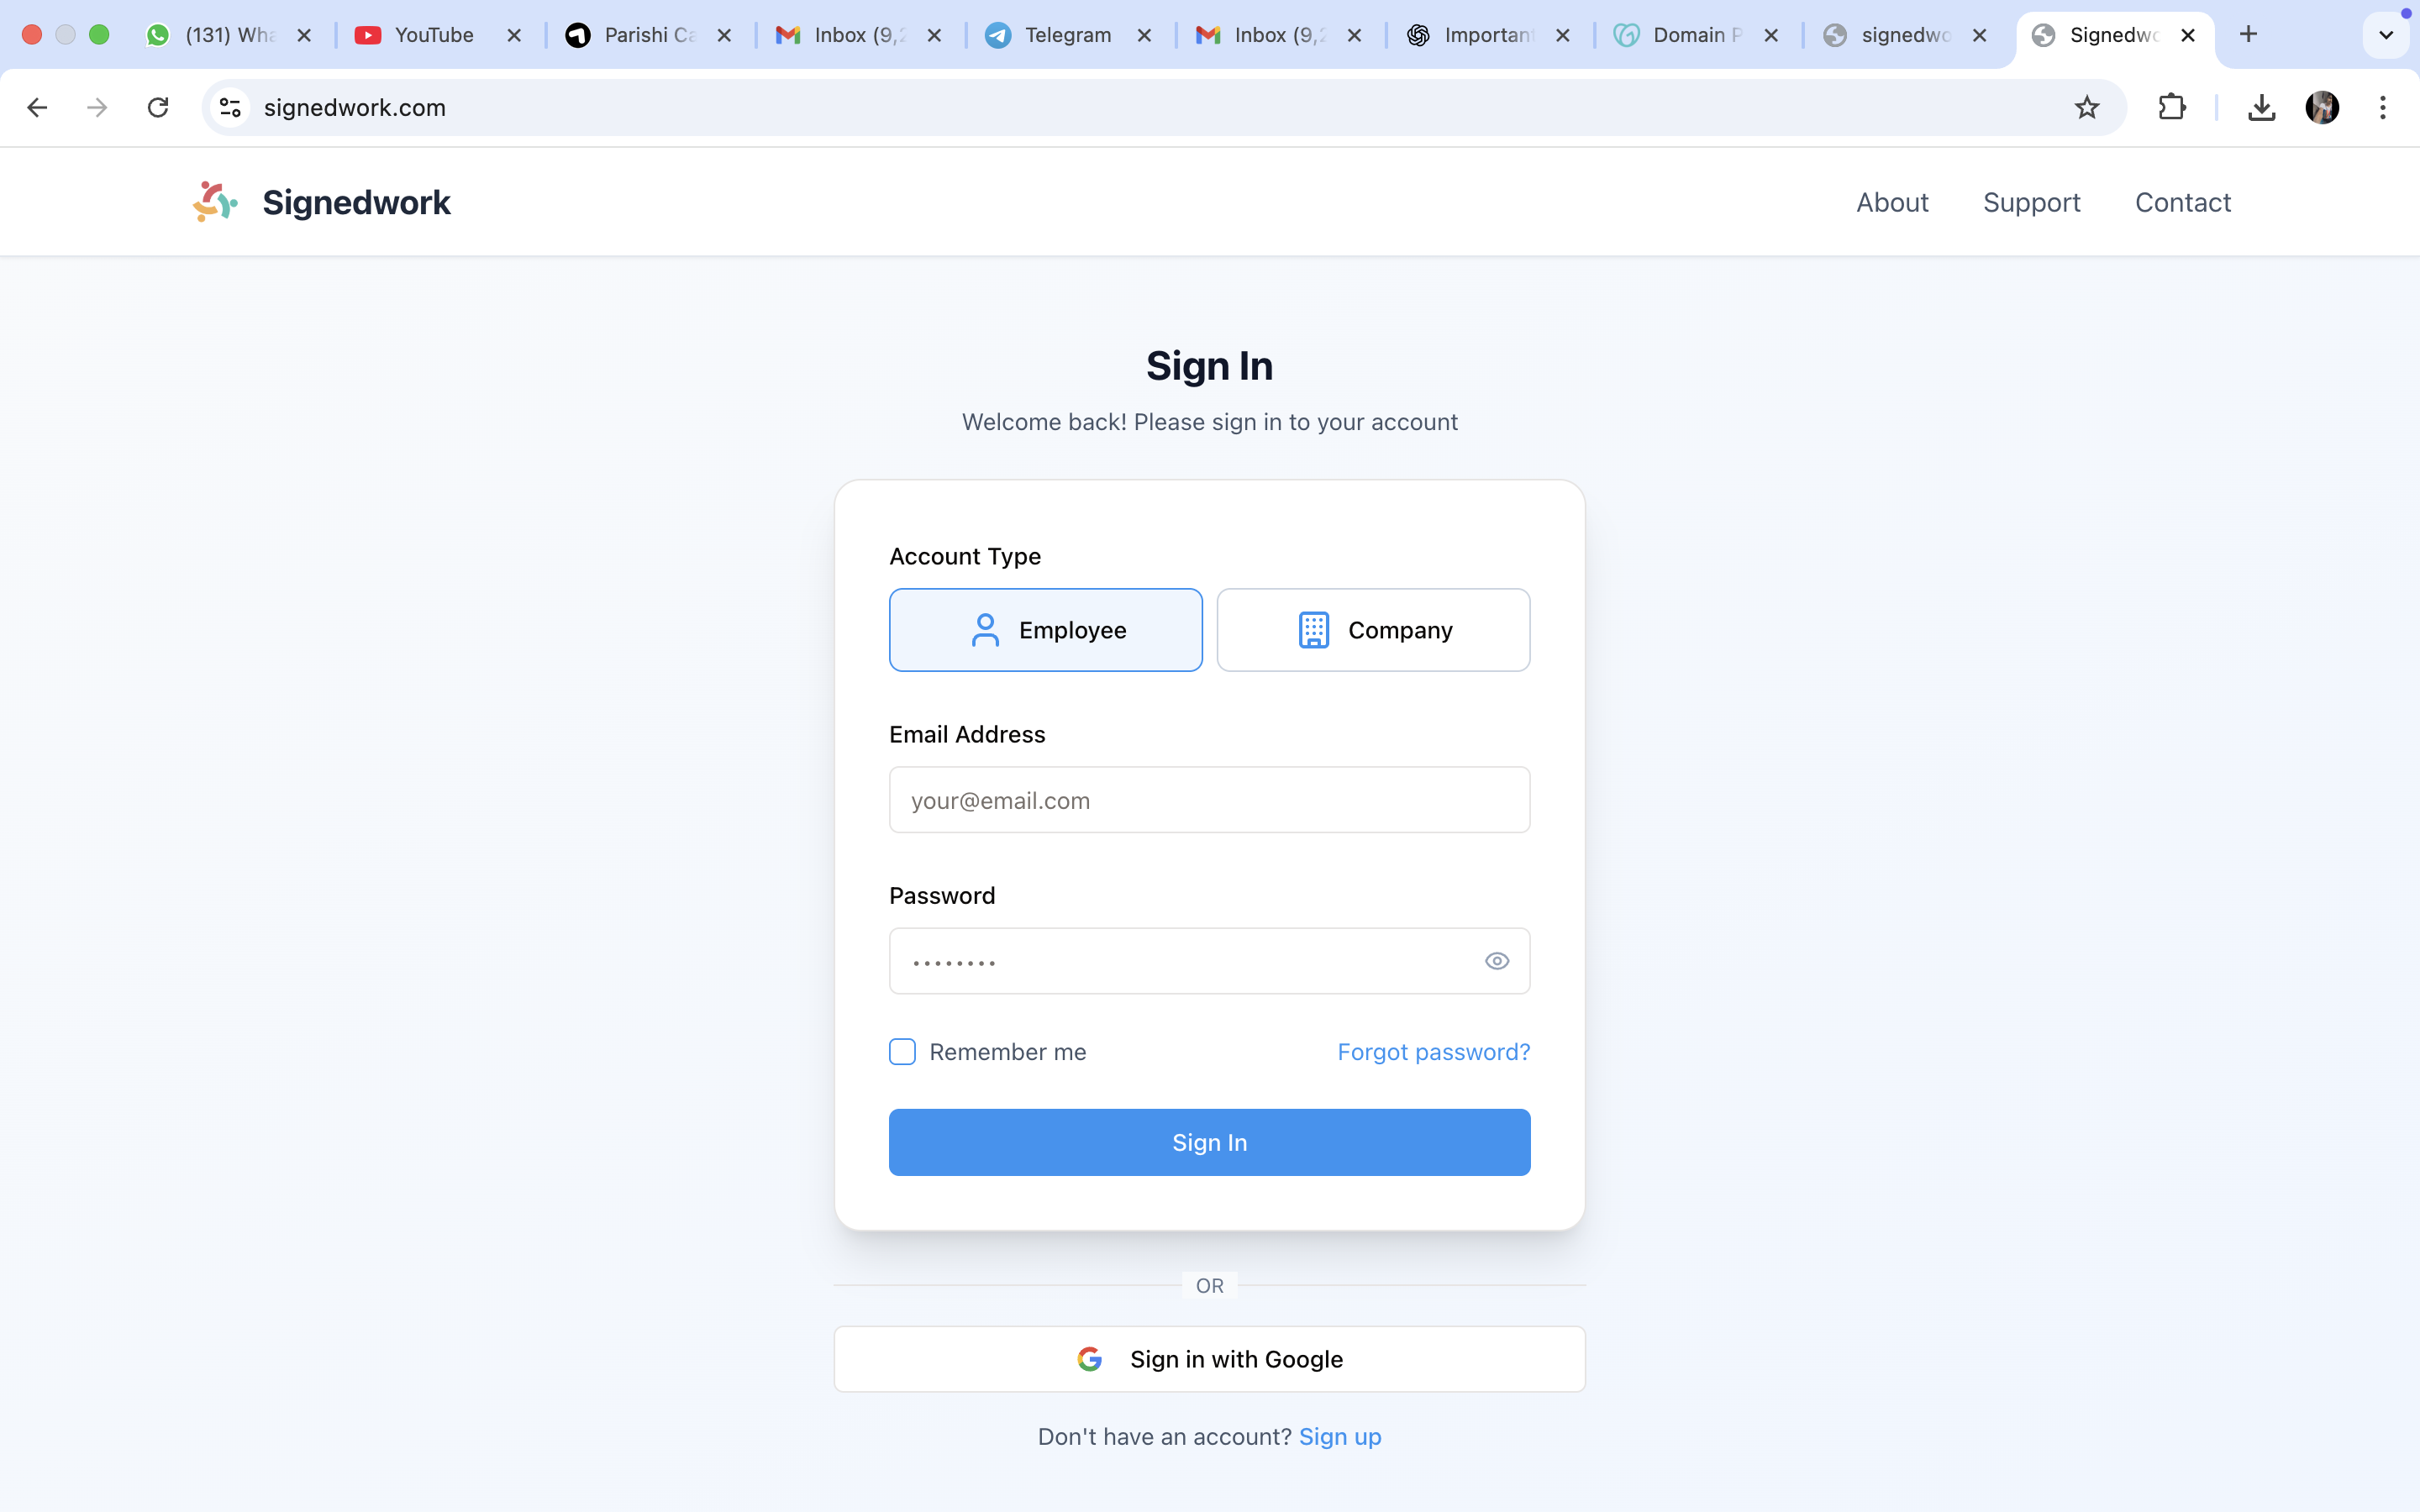 (131) Wha
YouTube
Parishi Ca
Inbox (9,2
Telegram
Inbox (9,2
Important
Domain P
signedwo
Signedwo
signedwork.com
Signedwork
About
Support
Contact
Sign In
Welcome back! Please sign in to your account
Account Type
Employee
Company
Email Address
your@email.com
Password
Remember me
Forgot password?
Sign In
OR
Sign in with Google
Don't have an account? Sign up